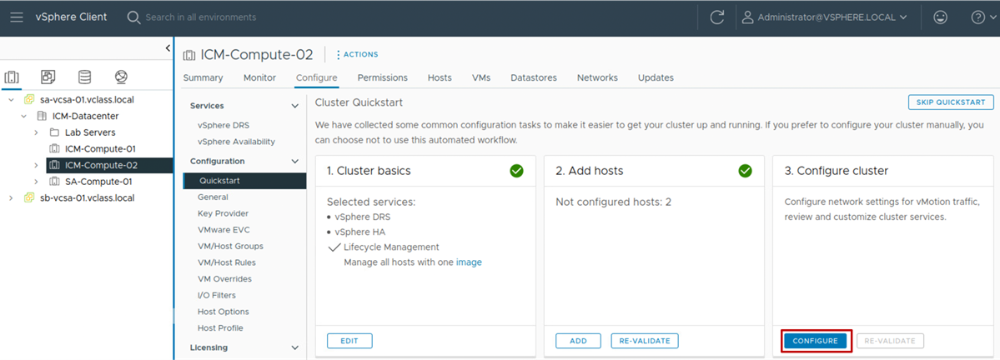 vSphere Client
Search in all environments
Administrator@VSPHERE.LOCAL
sa-vcsa-01.vclass.local
ICM-Datacenter
Lab Servers
ICM-Compute-01
ICM-Compute-02
SA-Compute-01
sb-vcsa-01.vclass.local
ICM-Compute-02
ACTIONS
Summary Monitor Configure Permissions Hosts VMs Datastores Networks Updates
Services
vSphere DRS
vSphere Availability
Configuration
Quickstart
General
Key Provider
VMware EVC
VM/Host Groups
VM/Host Rules
VM Overrides
I/O Filters
Host Options
Host Profile
Licensing
Cluster Quickstart
SKIP QUICKSTART
We have collected some common configuration tasks to make it easier to get your cluster up and running. If you prefer to configure your cluster manually, you
can choose not to use this automated workflow.
1. Cluster basics
Selected services:
• vSphere DRS
• vSphere HA
Lifecycle Management
Manage all hosts with one image
EDIT
2. Add hosts
Not configured hosts: 2
ADD
RE-VALIDATE
3. Configure cluster
Configure network settings for vMotion traffic,
review and customize cluster services.
CONFIGURE
RE-VALIDATE